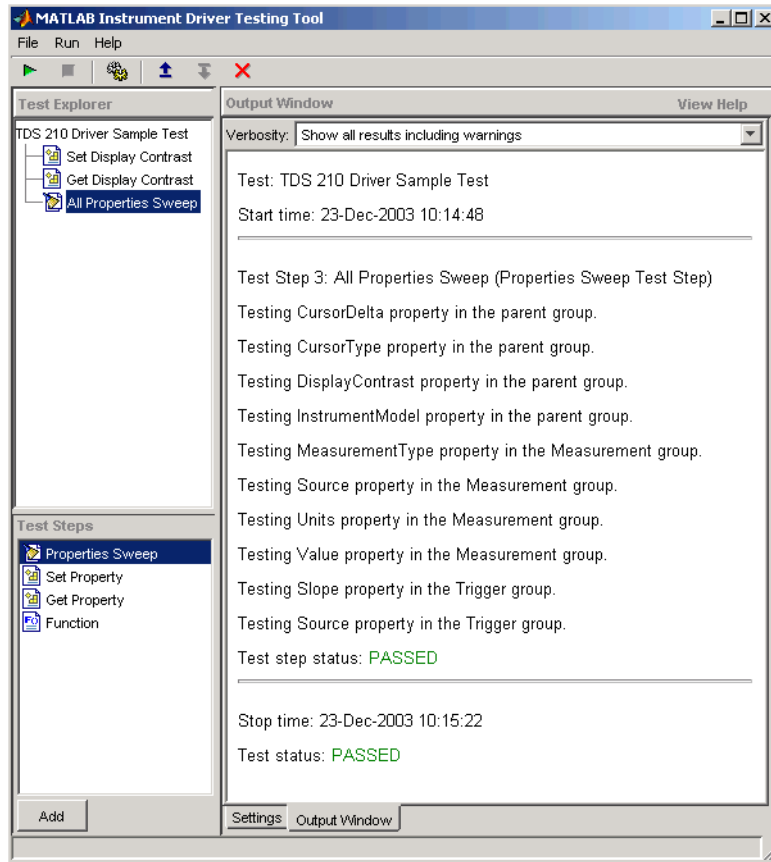 MATLAB Instrument Driver Testing Tool
File Run Help
Test Explorer
TDS 210 Driver Sample Test
Set Display Contrast
Get Display Contrast
All Properties Sweep
Test Steps
Properties Sweep
Set Property
Get Property
Function
Add
Output Window View Help
Verbosity: Show all results including warnings
Test: TDS 210 Driver Sample Test
Start time: 23-Dec-2003 10:14:48
Test Step 3: All Properties Sweep (Properties Sweep Test Step)
Testing CursorDelta property in the parent group.
Testing CursorType property in the parent group.
Testing DisplayContrast property in the parent group.
Testing InstrumentModel property in the parent group.
Testing MeasurementType property in the Measurement group.
Testing Source property in the Measurement group.
Testing Units property in the Measurement group.
Testing Value property in the Measurement group.
Testing Slope property in the Trigger group.
Testing Source property in the Trigger group.
Test step status: PASSED
Stop time: 23-Dec-2003 10:15:22
Test status: PASSED
Settings Output Window